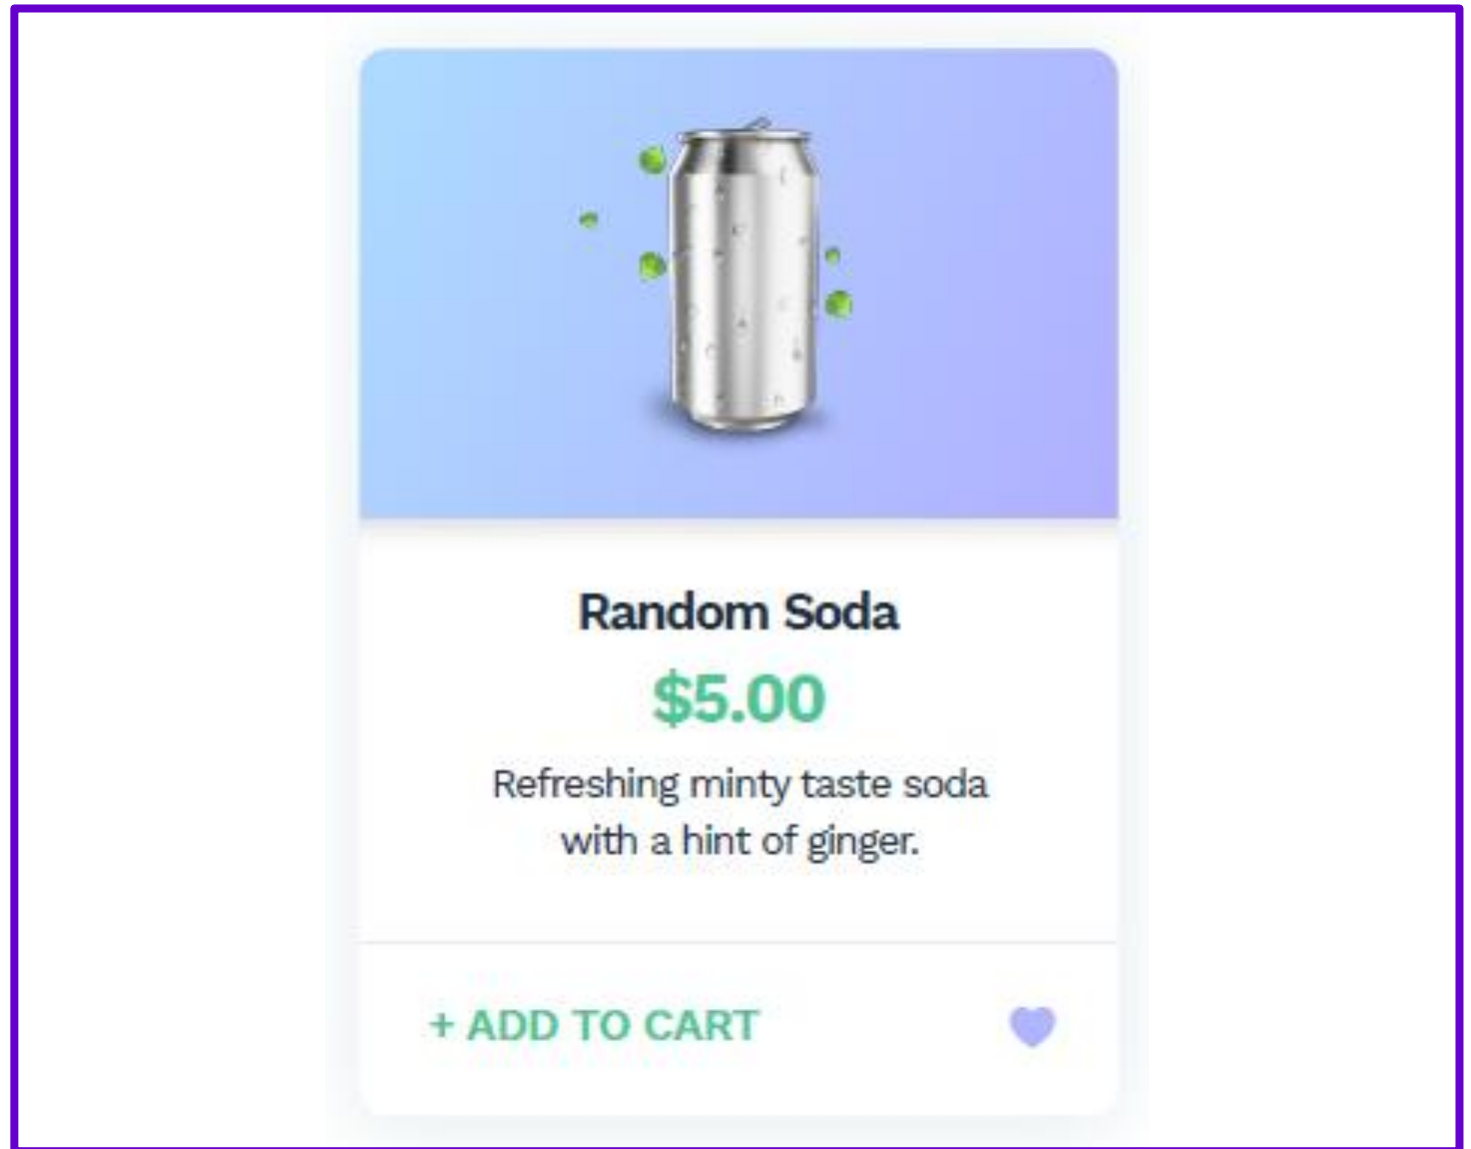 Random Soda
$5.00
Refreshing minty taste soda
with a hint of ginger.
+ ADD TO CART